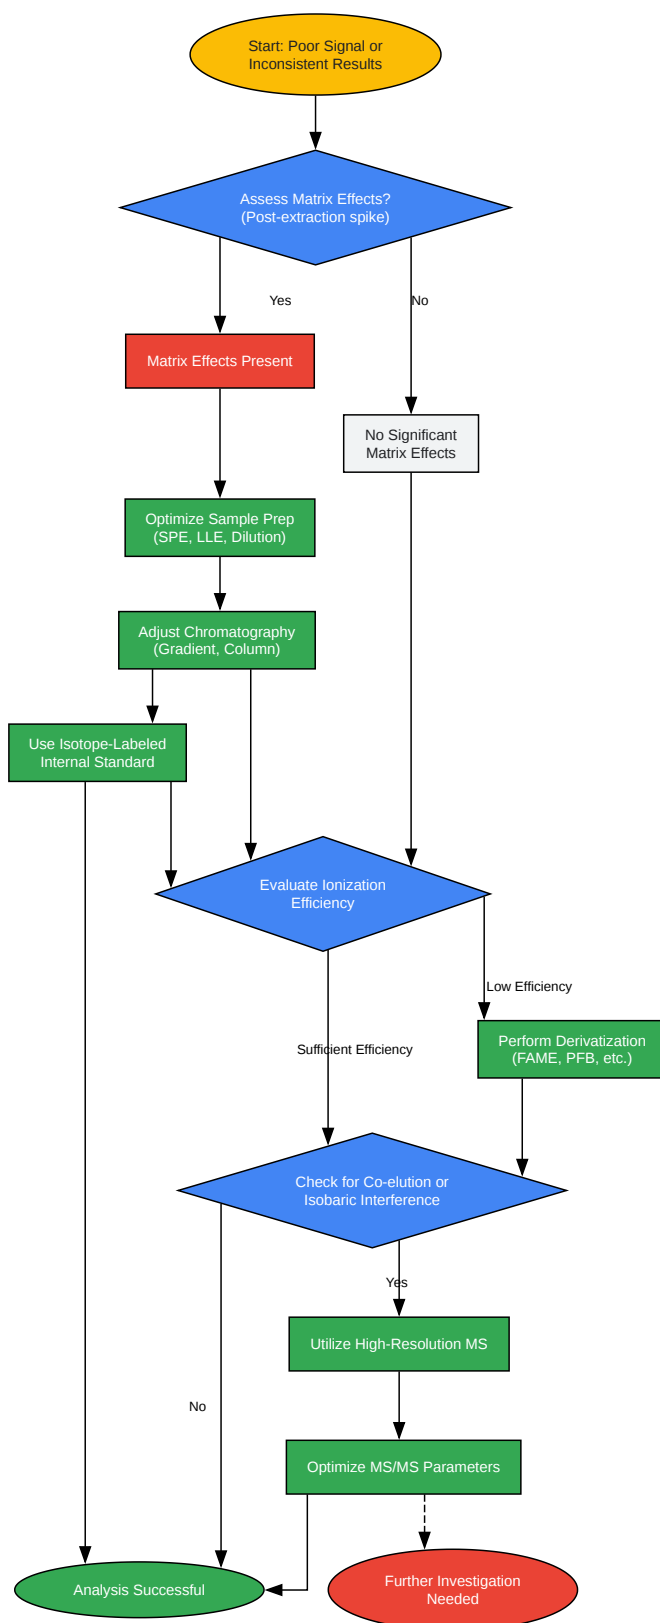 Start: Poor Signal or
Inconsistent Results
Assess Matrix Effects?
(Post-extraction spike)
Yes
No
Matrix Effects Present
No Significant
Matrix Effects
Optimize Sample Prep
(SPE, LLE, Dilution)
Adjust Chromatography
(Gradient, Column)
Use Isotope-Labeled
Internal Standard
Evaluate Ionization
Efficiency
Low Efficiency
Sufficient Efficiency
Perform Derivatization
(FAME, PFB, etc.)
Check for Co-elution or
Isobaric Interference
Yes
Utilize High-Resolution MS
No
Optimize MS/MS Parameters
Analysis Successful
Further Investigation
Needed